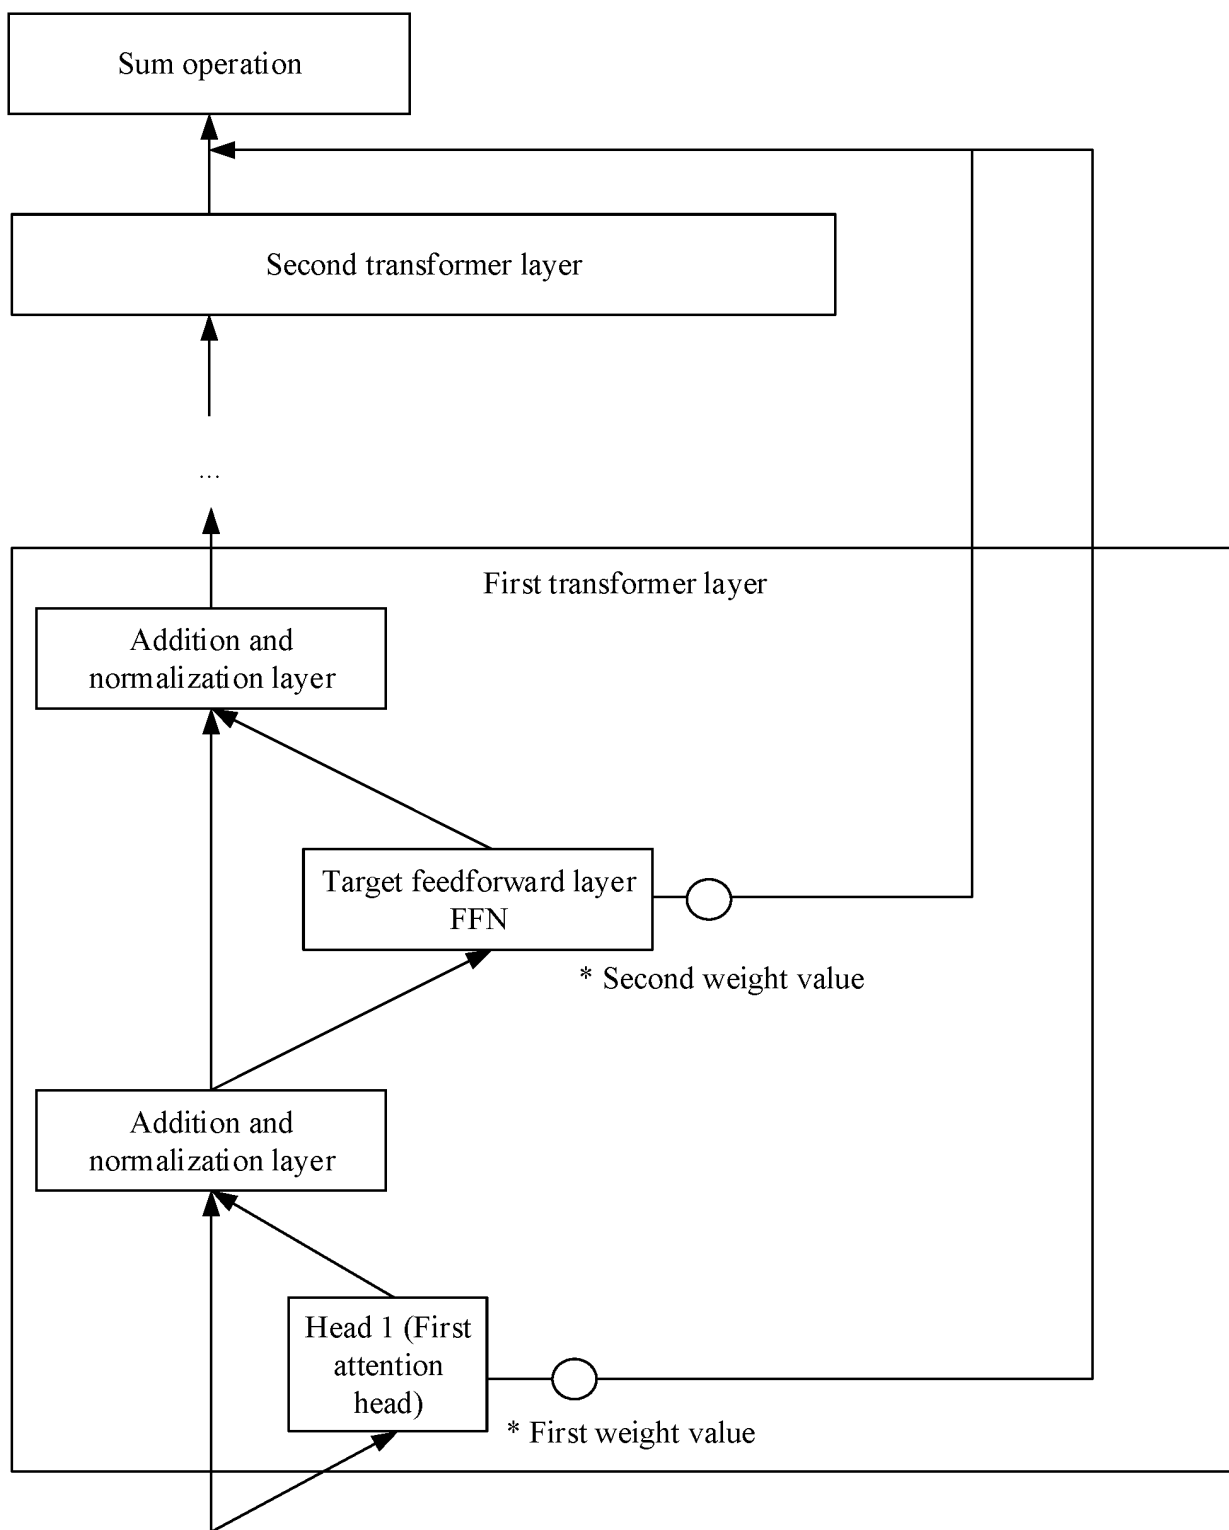 Sum operation
Second transformer layer
...
First transformer layer
Addition and
normalization layer
Target feedforward layer
FFN
* Second weight value
Addition and
normalization layer
Head 1 (First
attention
head)
* First weight value